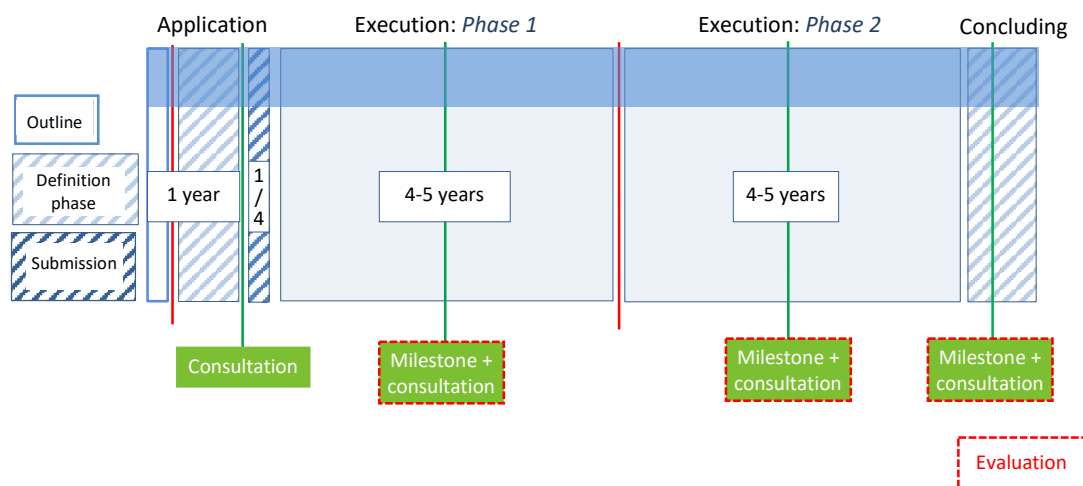 Application
Execution: Phase 1
Execution: Phase 2
Concluding
Outline
Definition
phase
Submission
1 year
1
/
4
4-5 years
4-5 years
Consultation
Milestone +
consultation
Milestone +
consultation
Milestone +
consultation
Evaluation